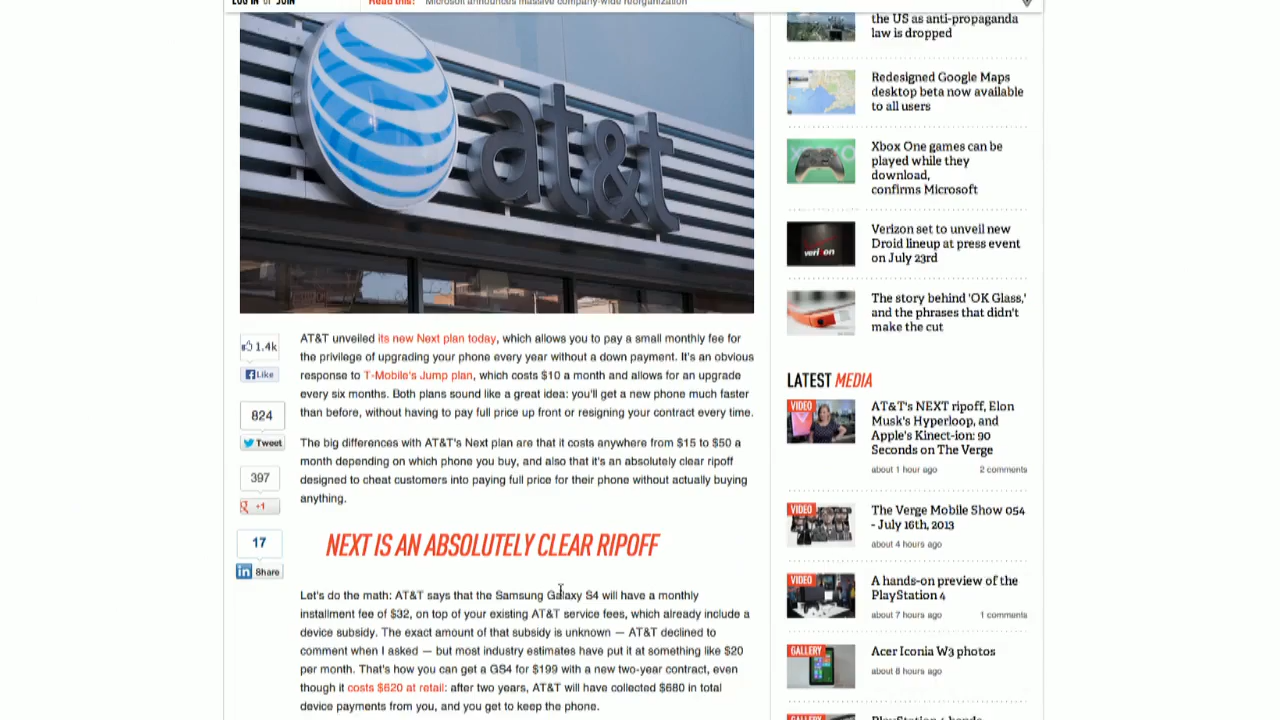 LOG IN or JOIN
Read this: Microsoft announces massive company-wide reorganization
at&t
1.4k
Like
824
Tweet
397
+1
17
in Share
AT&T unveiled its new Next plan today, which allows you to pay a small monthly fee for
the privilege of upgrading your phone every year without a down payment. It's an obvious
response to T-Mobile's Jump plan, which costs $10 a month and allows for an upgrade
every six months. Both plans sound like a great idea: you'll get a new phone much faster
than before, without having to pay full price up front or resigning your contract every time.
The big differences with AT&T's Next plan are that it costs anywhere from $15 to $50 a
month depending on which phone you buy, and also that it's an absolutely clear ripoff
designed to cheat customers into paying full price for their phone without actually buying
anything.
NEXT IS AN ABSOLUTELY CLEAR RIPOFF
Let's do the math: AT&T says that the Samsung Galaxy S4 will have a monthly
installment fee of $32, on top of your existing AT&T service fees, which already include a
device subsidy. The exact amount of that subsidy is unknown — AT&T declined to
comment when I asked — but most industry estimates have put it at something like $20
per month. That's how you can get a GS4 for $199 with a new two-year contract, even
though it costs $620 at retail: after two years, AT&T will have collected $680 in total
device payments from you, and you get to keep the phone.
the US as anti-propaganda
law is dropped
Redesigned Google Maps
desktop beta now available
to all users
Xbox One games can be
played while they
download,
confirms Microsoft
verizon
Verizon set to unveil new
Droid lineup at press event
on July 23rd
The story behind 'OK Glass,'
and the phrases that didn't
make the cut
LATEST MEDIA
VIDEO
AT&T's NEXT ripoff, Elon
Musk's Hyperloop, and
Apple's Kinect-ion: 90
Seconds on The Verge
about 1 hour ago 2 comments
VIDEO
The Verge Mobile Show 054
- July 16th, 2013
about 4 hours ago
VIDEO
A hands-on preview of the
PlayStation 4
about 7 hours ago 1 comments
GALLERY
Acer Iconia W3 photos
about 8 hours ago